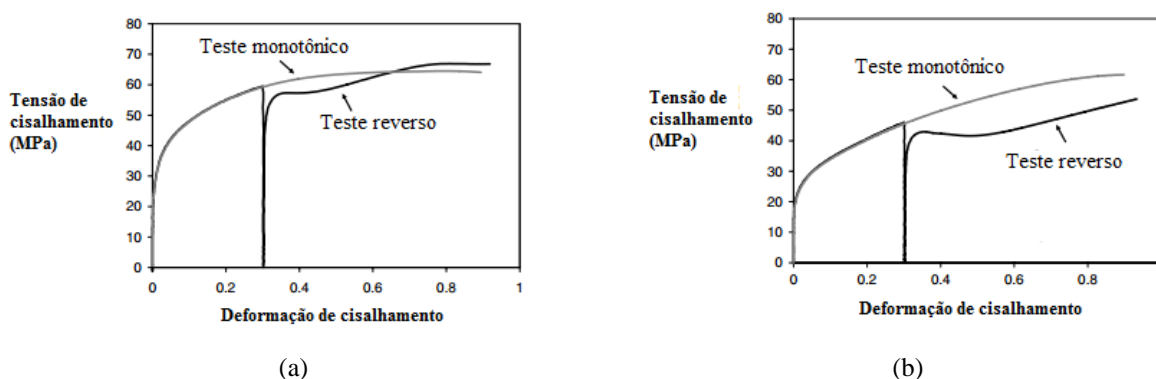 80
70
60
50
40
30
20
10
0
Tensão de
cisalhamento
(MPa)
Teste monotônico
Teste reverso
0 0.2 0.4 0.6 0.8 1
Deformação de cisalhamento
(a)
80
70
60
50
40
30
20
10
0
Tensão de
cisalhamento
(MPa)
Teste monotônico
Teste reverso
0 0.2 0.4 0.6 0.8
Deformação de cisalhamento
(b)